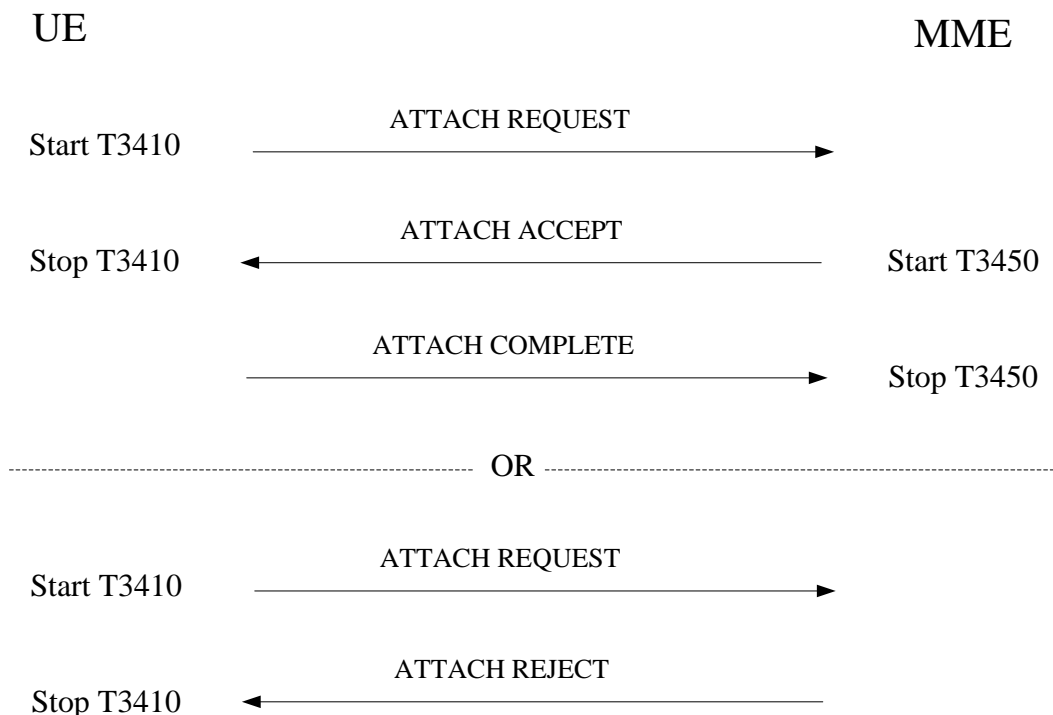 UE
MME
ATTACH REQUEST
Start T3410
ATTACH ACCEPT
Stop T3410
Start T3450
ATTACH COMPLETE
Stop T3450
OR
ATTACH REQUEST
Start T3410
ATTACH REJECT
Stop T3410